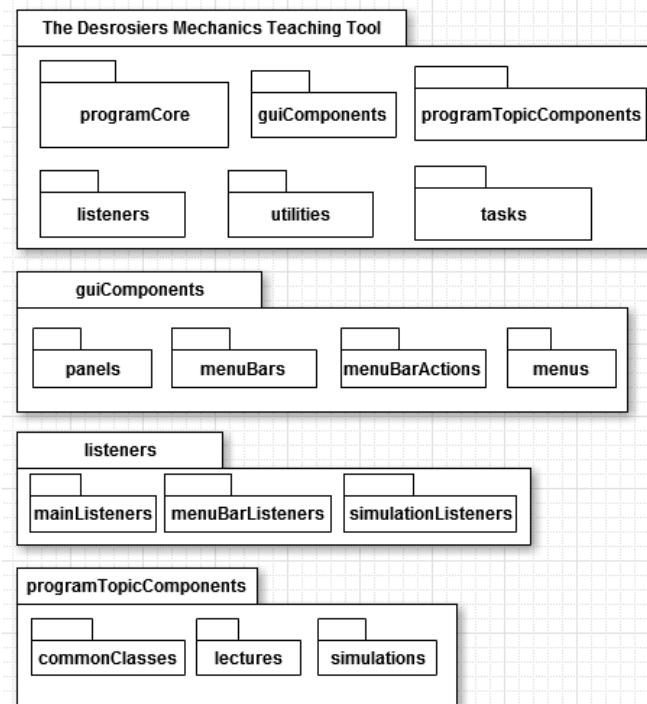 The Desrosiers Mechanics Teaching Tool
programCore
guiComponents
programTopicComponents
listeners
utilities
tasks
guiComponents
panels
menuBars
menuBarActions
menus
listeners
mainListeners
menuBarListeners
simulationListeners
programTopicComponents
commonClasses
lectures
simulations